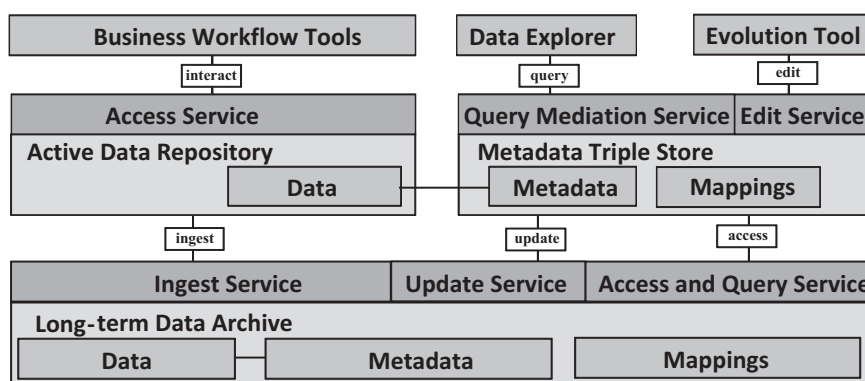 Business Workflow Tools
Data Explorer
Evolution Tool
interact
query
edit
Access Service
Query Mediation Service
Edit Service
Active Data Repository
Metadata Triple Store
Data
Metadata
Mappings
ingest
update
access
Ingest Service
Update Service
Access and Query Service
Long-term Data Archive
Data
Metadata
Mappings